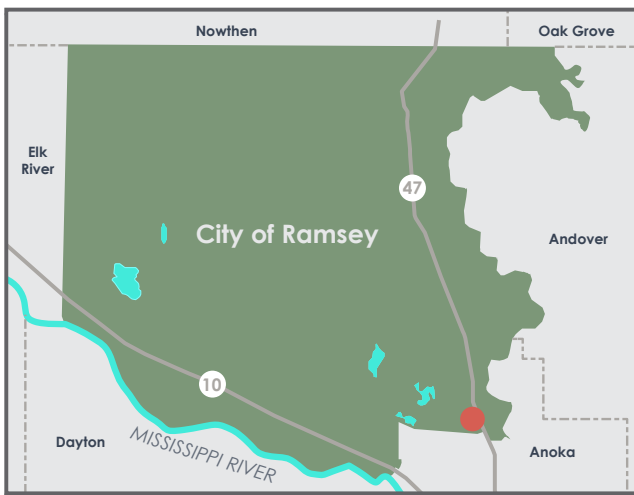 Nowthen
Oak Grove
Elk
River
47
City of Ramsey
Andover
10
Dayton
MISSISSIPPI RIVER
Anoka